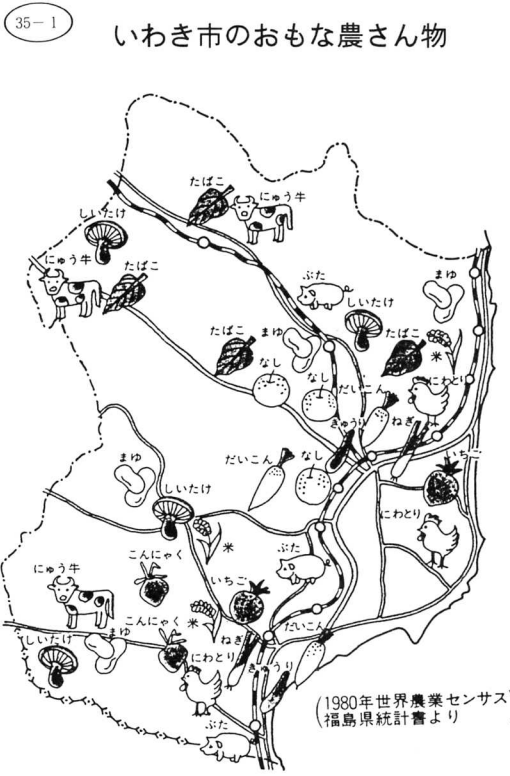 35－1
いわき市のおもな農さん物
たばこ
にゅう牛
しいたけ
にゅう牛
たばこ
ぶた
まゆ
しいたけ
たばこ
まゆ
たばこ
米
なし
なし
だいこん
にわとり
きゅうり
ねぎ
まゆ
だいこん
なし
いちご
しいたけ
にわとり
米
こんにゃく
ぶた
にゅう牛
いちご
こんにゃく
米
だいこん
しいたけ
まゆ
ねぎ
にわとり
きゅうり
ぶた
(1980年世界農業センサス
福島県統計書より